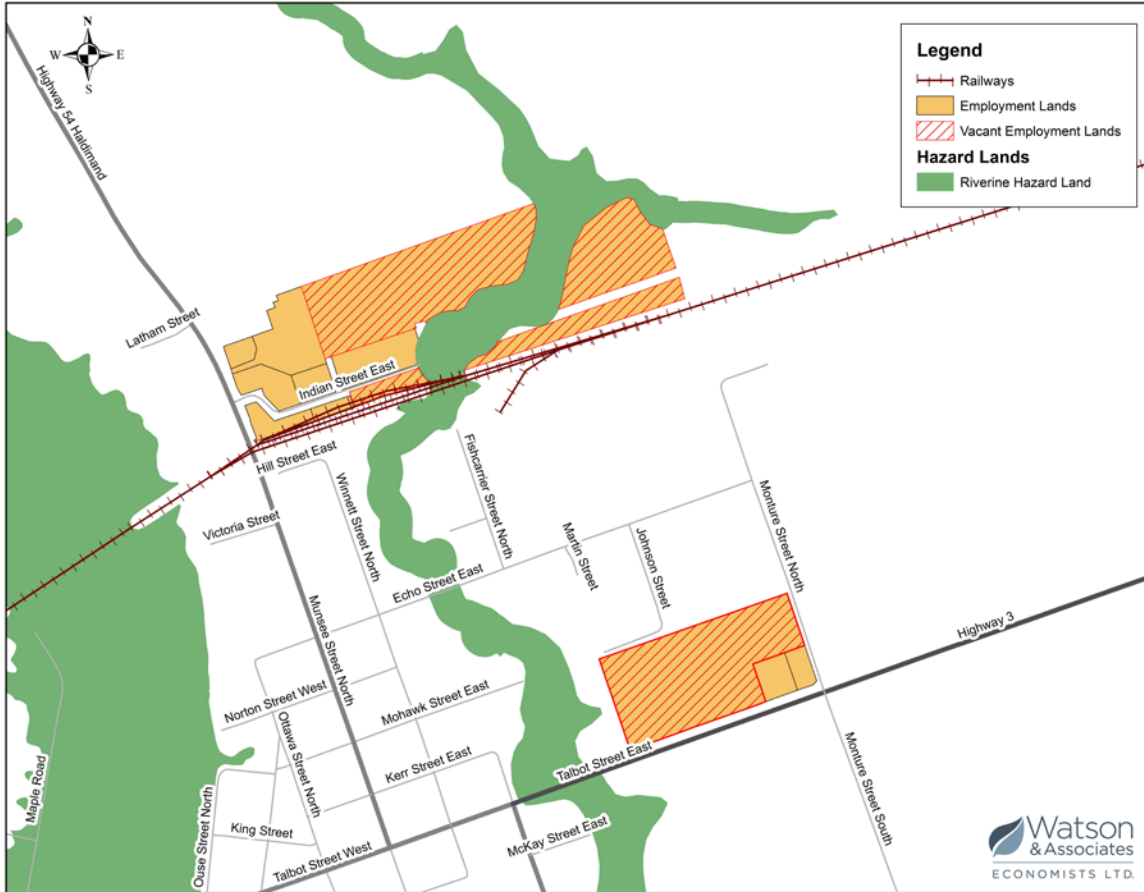 N
W E
S
Legend
Railways
Employment Lands
Vacant Employment Lands
Hazard Lands
Riverine Hazard Land
Highway 54 Haldimand
Latham Street
Indian Street East
Hill Street East
Victoria Street
Winnett Street North
Fishcarrier Street North
Martin Street
Johnson Street
Monture Street North
Echo Street East
Munsee Street North
Highway 3
Norton Street West
Mohawk Street East
Ottawa Street North
Kerr Street East
Talbot Street East
Monture Street South
Maple Road
Ouse Street North
King Street
Talbot Street West
McKay Street East
Watson
& Associates
ECONOMISTS LTD.